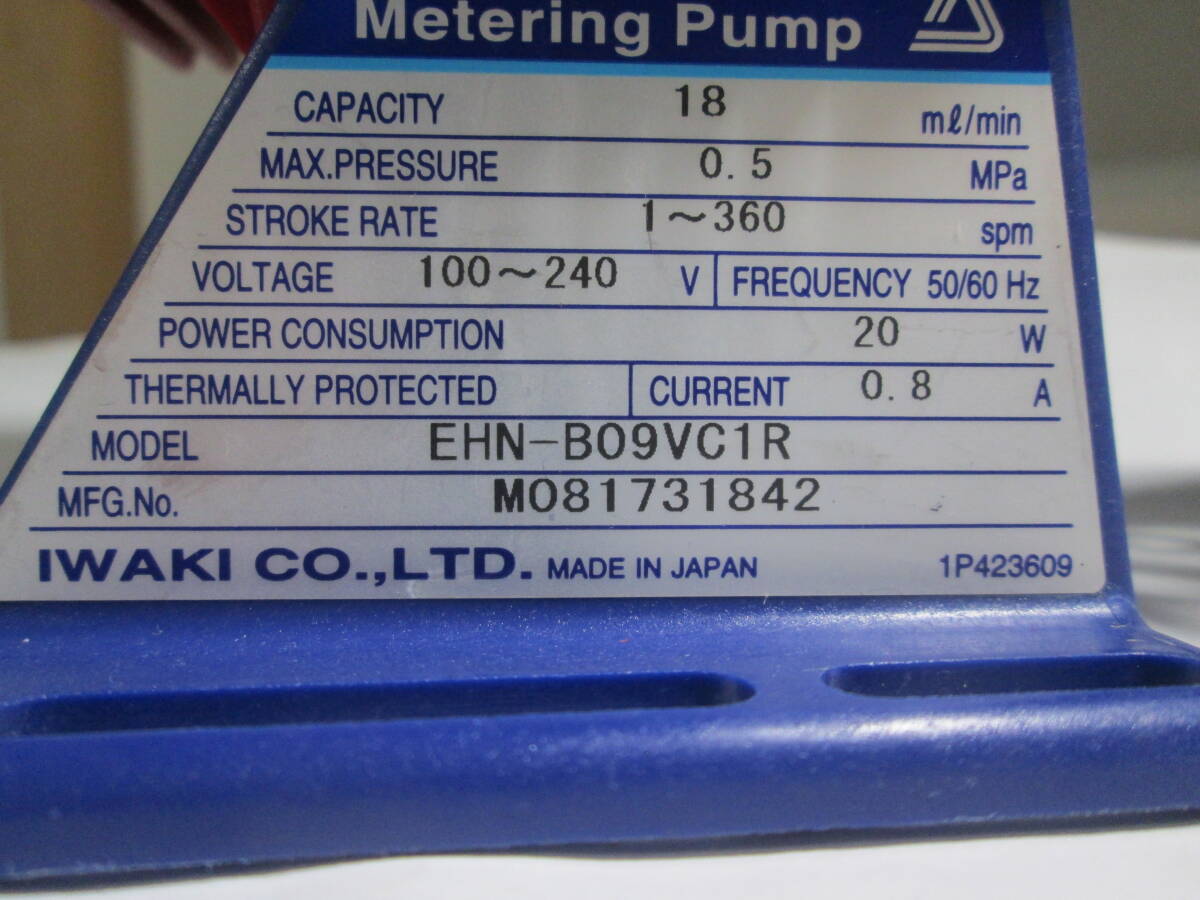 Metering Pump
CAPACITY 18 mℓ/min
MAX.PRESSURE 0.5 MPa
STROKE RATE 1~360 spm
VOLTAGE 100~240 V FREQUENCY 50/60 Hz
POWER CONSUMPTION 20 W
THERMALLY PROTECTED CURRENT 0.8 A
MODEL EHN-B09VC1R
MFG.No. M081731842
IWAKI CO.,LTD. MADE IN JAPAN 1P423609